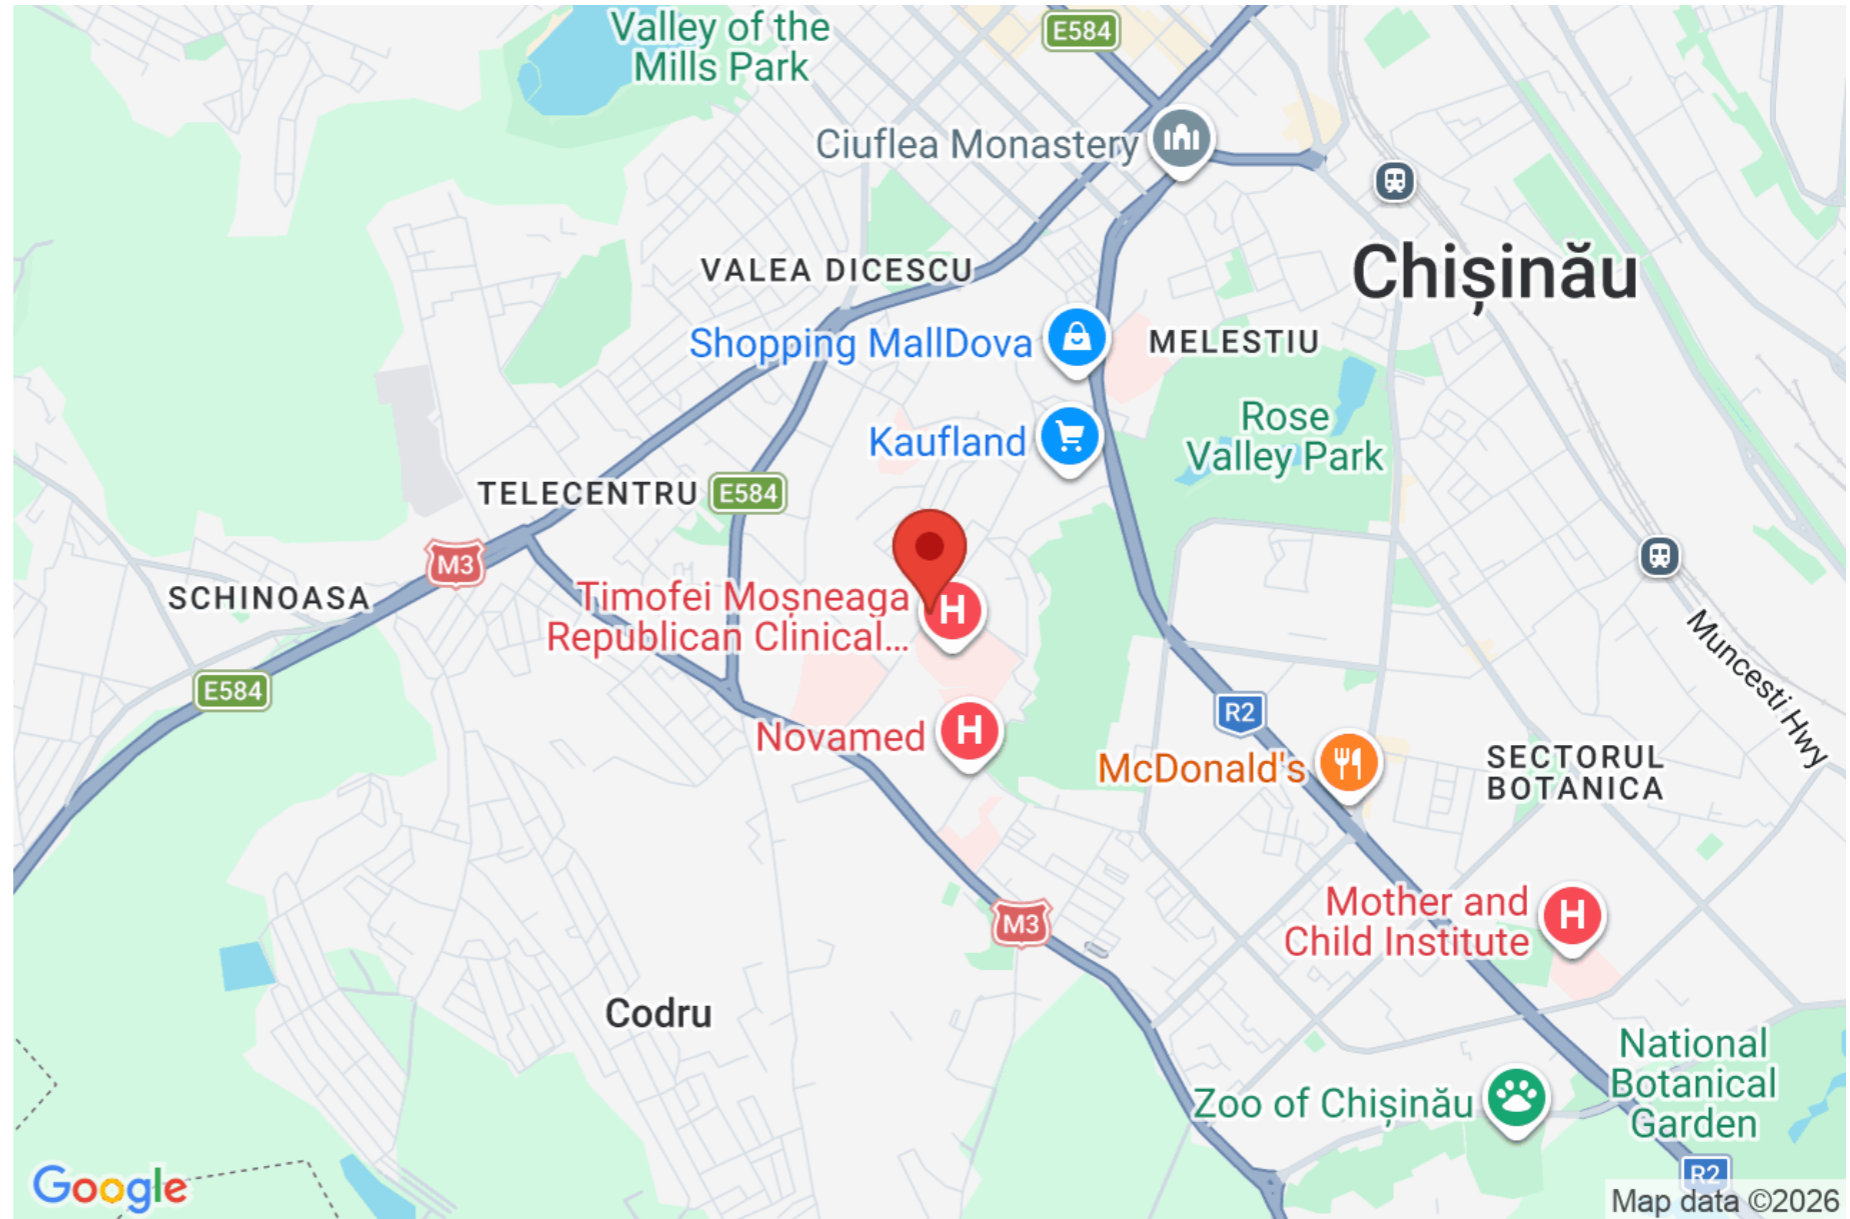 Valley of the
Mills Park
E584
Ciuflea Monastery
Chișinău
VALEA DICESCU
Shopping MallDova
MELESTIU
Rose
Valley Park
Kaufland
TELECENTRU
E584
M3
SCHINOASA
Timofei Moșneaga
Republican Clinical...
H
Muncesti Hwy
E584
R2
Novamed
H
McDonald's
SECTORUL
BOTANICA
Mother and
Child Institute
H
M3
Codru
National
Botanical
Garden
Zoo of Chișinău
R2
Google
Map data ©2026